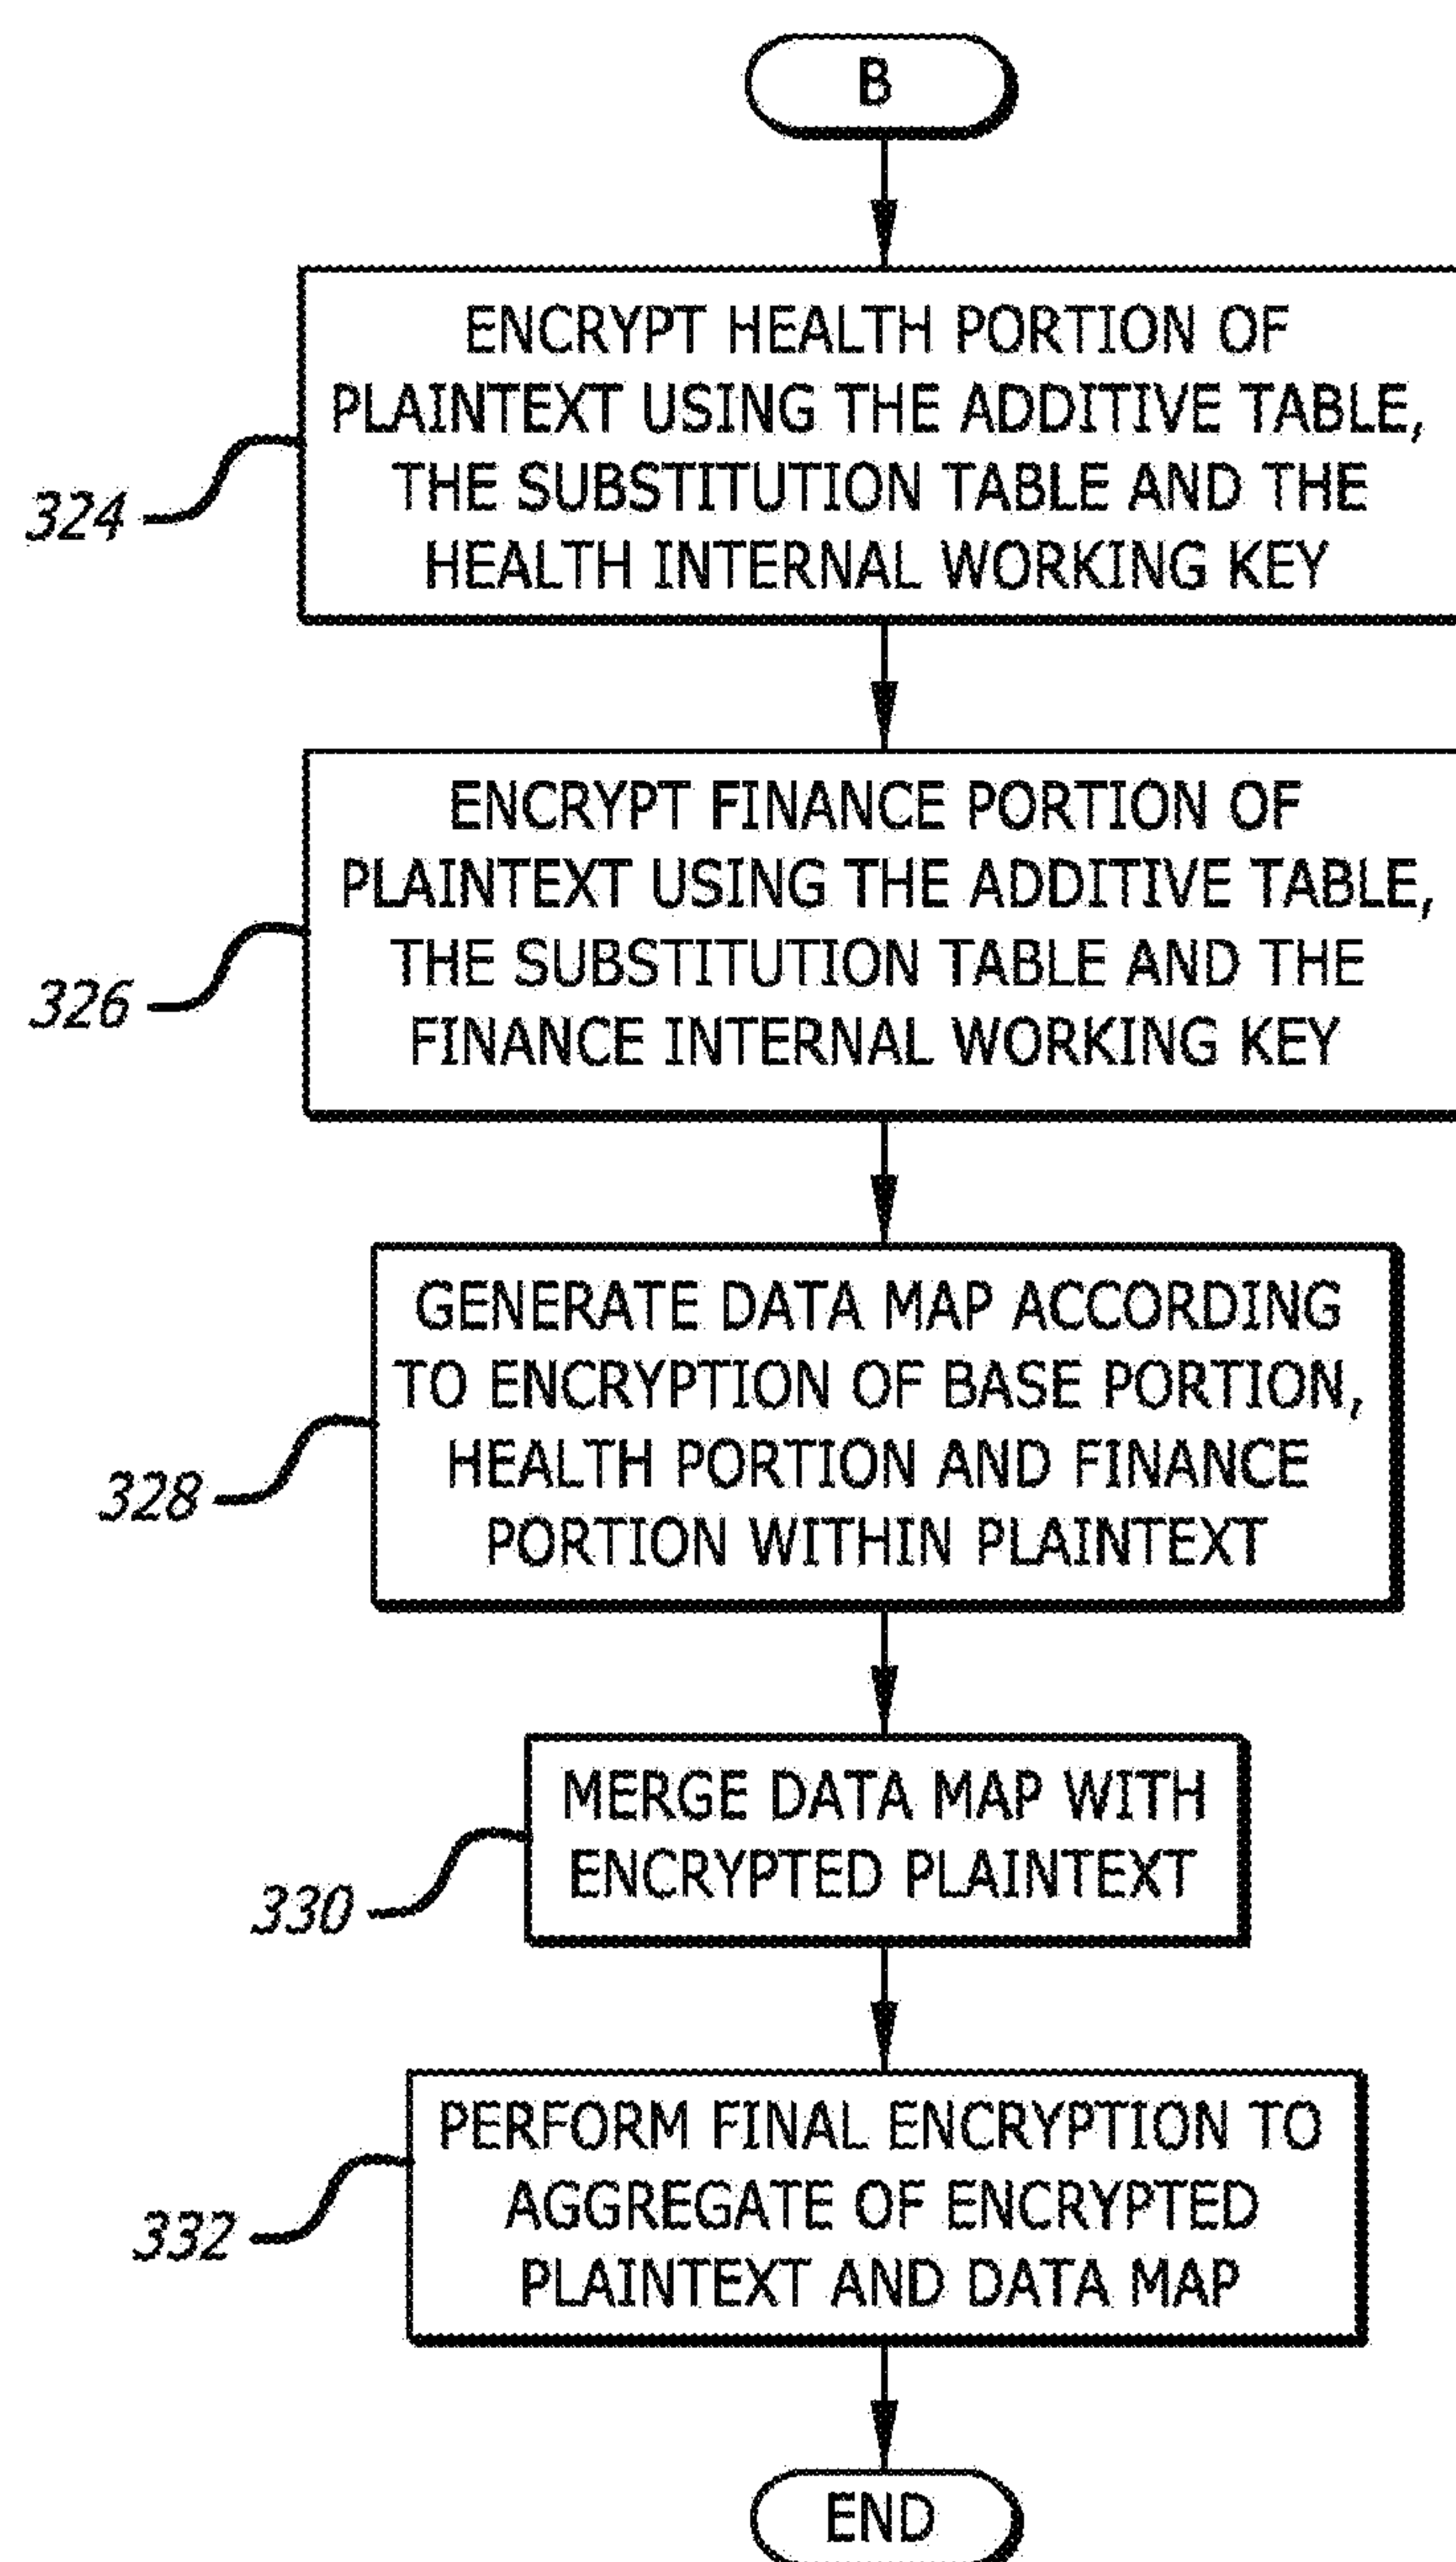 B
ENCRYPT HEALTH PORTION OF
PLAINTEXT USING THE ADDITIVE TABLE,
THE SUBSTITUTION TABLE AND THE
HEALTH INTERNAL WORKING KEY
324
ENCRYPT FINANCE PORTION OF
PLAINTEXT USING THE ADDITIVE TABLE,
THE SUBSTITUTION TABLE AND THE
FINANCE INTERNAL WORKING KEY
326
GENERATE DATA MAP ACCORDING
TO ENCRYPTION OF BASE PORTION,
HEALTH PORTION AND FINANCE
PORTION WITHIN PLAINTEXT
328
MERGE DATA MAP WITH
ENCRYPTED PLAINTEXT
330
PERFORM FINAL ENCRYPTION TO
AGGREGATE OF ENCRYPTED
PLAINTEXT AND DATA MAP
332
END